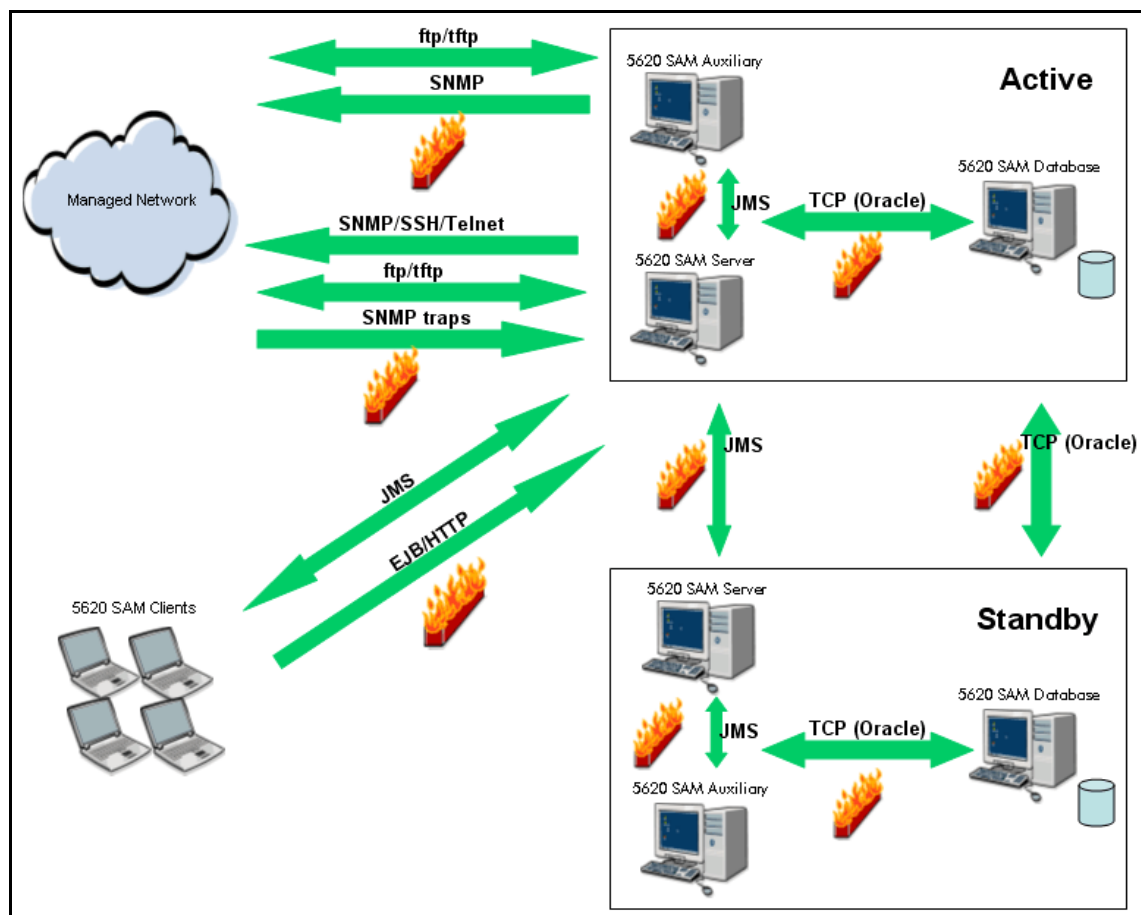 ftp/tftp
SNMP
5620 SAM Auxiliary
Active
Managed Network
JMS
TCP (Oracle)
5620 SAM Database
SNMP/SSH/Telnet
5620 SAM Server
ftp/tftp
SNMP traps
JMS
TCP (Oracle)
JMS
EJB/HTTP
5620 SAM Clients
5620 SAM Server
Standby
5620 SAM Database
JMS
TCP (Oracle)
5620 SAM Auxiliary